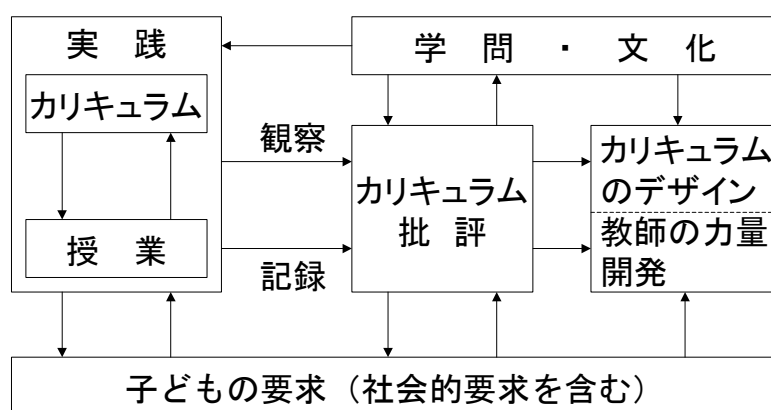 実　践
学　問　・　文　化
カリキュラム
授　業
観察
記録
カリキュラム
批　評
カリキュラム
のデザイン
教師の力量
開発
子どもの要求（社会的要求を含む）